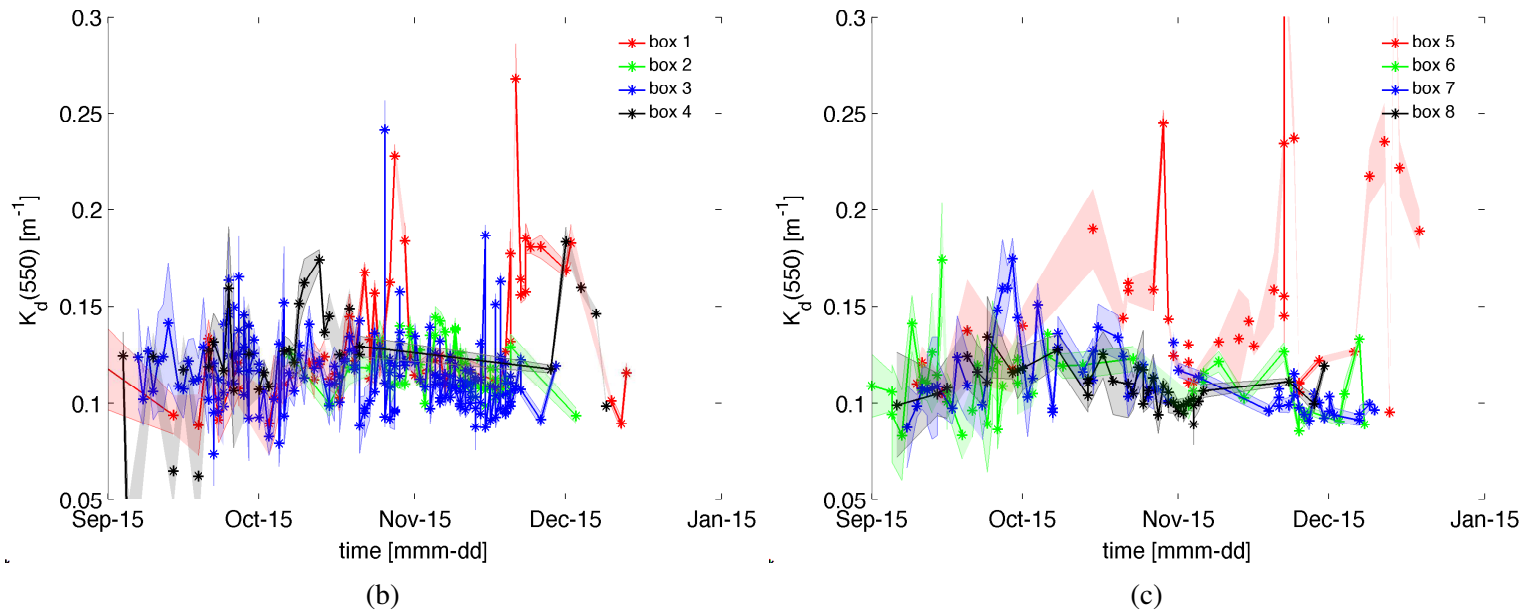 0.3
0.25
0.2
0.15
0.1
0.05
K_d(550) [m^-1]
Sep-15 Oct-15 Nov-15 Dec-15 Jan-15
time [mmm-dd]
box 1
box 2
box 3
box 4
(b)
0.3
0.25
0.2
0.15
0.1
0.05
K_d(550) [m^-1]
Sep-15 Oct-15 Nov-15 Dec-15 Jan-15
time [mmm-dd]
box 5
box 6
box 7
box 8
(c)